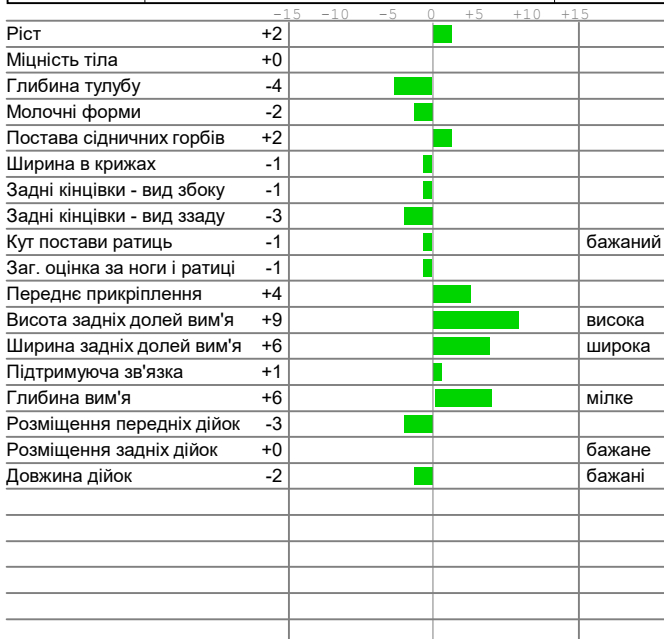 -15 -10 -5 0 +5 +10 +15
Ріст +2
Міцність тіла +0
Глибина тулубу -4
Молочні форми -2
Постава сідничних горбів +2
Ширина в крижах -1
Задні кінцівки - вид збоку -1
Задні кінцівки - вид ззаду -3
Кут постави ратиць -1 бажаний
Заг. оцінка за ноги і ратиці -1
Переднє прикріплення +4
Висота задніх долей вим'я +9 висока
Ширина задніх долей вим'я +6 широка
Підтримуюча зв'язка +1
Глибина вим'я +6 мілке
Розміщення передніх дійок -3
Розміщення задніх дійок +0 бажане
Довжина дійок -2 бажані